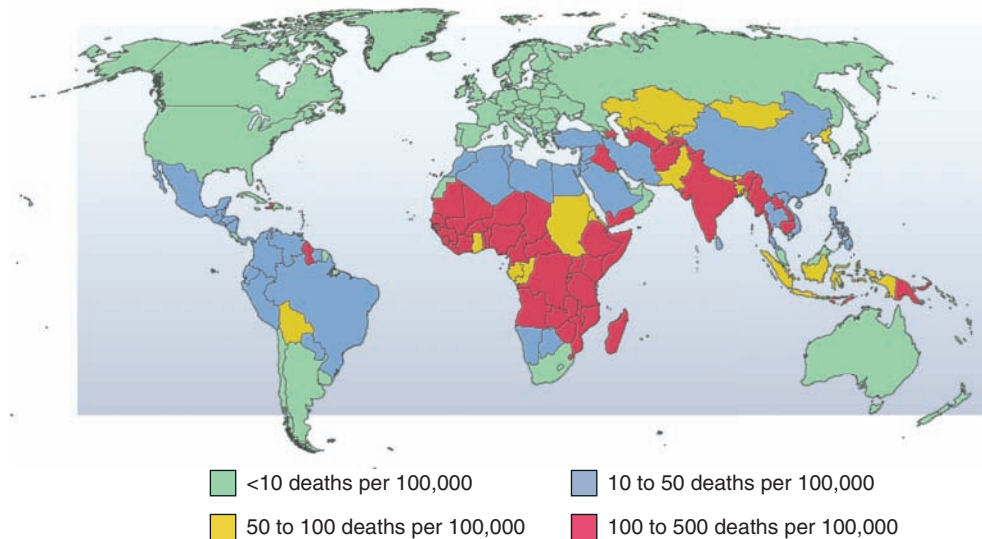 <10 deaths per 100,000
10 to 50 deaths per 100,000
50 to 100 deaths per 100,000
100 to 500 deaths per 100,000